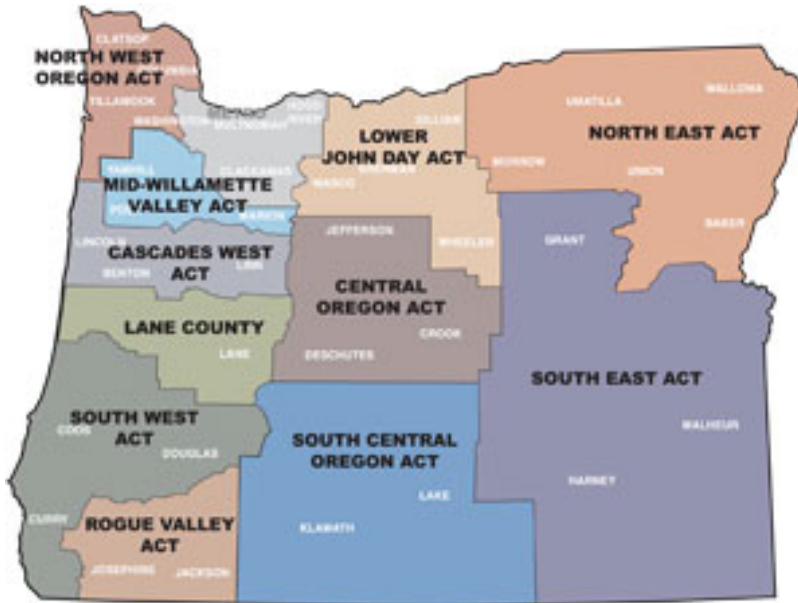 CLATSOP
NORTH WEST
OREGON ACT
TILLAMOOK
WASHINGTON
MULTNOMAH
HOOD
RIVER
CLACKAMAS
YAMHILL
MID-WILLAMETTE
VALLEY ACT
MARION
LINCOLN
CASCADES WEST
ACT
BENTON
LINN
LANE COUNTY
LANE
SOUTH WEST
ACT
COOS
DOUGLAS
CURRY
ROGUE VALLEY
ACT
JOSEPHINE
JACKSON
GILLIAM
LOWER
JOHN DAY ACT
SHERMAN
WASCO
WHEELER
JEFFERSON
CENTRAL
OREGON ACT
CROOK
DESCHUTES
SOUTH CENTRAL
OREGON ACT
LAKE
KLAMATH
WALLOWA
UMATILLA
NORTH EAST ACT
MORROW
UNION
BAKER
GRANT
SOUTH EAST ACT
MALHEUR
HARNEY